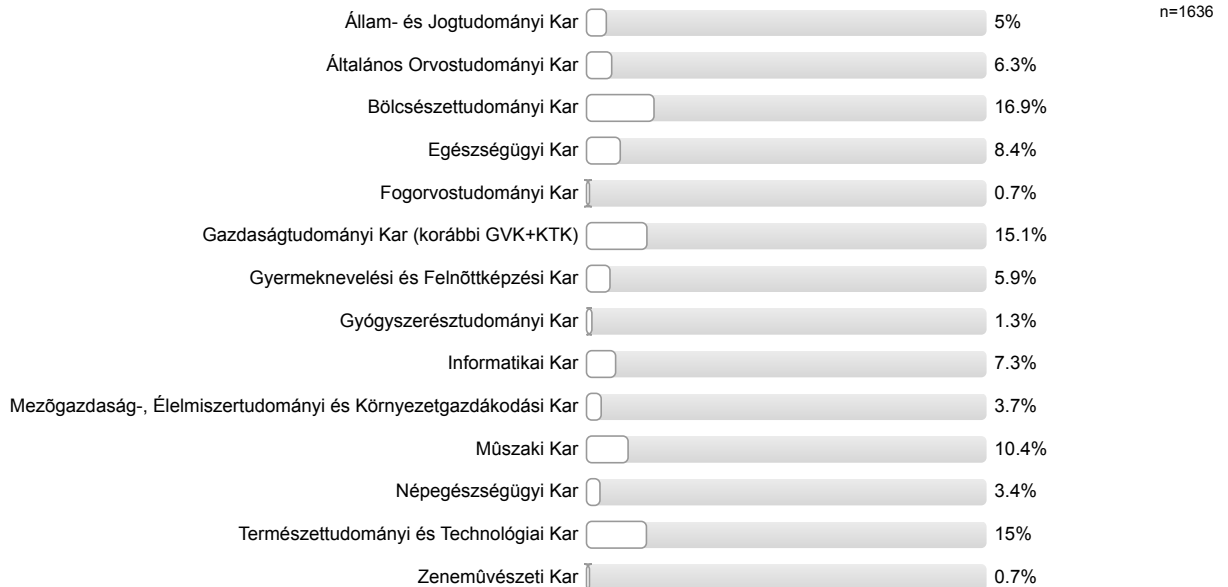 n=1636
Állam- és Jogtudományi Kar 5%
Általános Orvostudományi Kar 6.3%
Bölcsészettudományi Kar 16.9%
Egészségügyi Kar 8.4%
Fogorvostudományi Kar 0.7%
Gazdaságtudományi Kar (korábbi GVK+KTK) 15.1%
Gyermeknevelési és Felnõttképzési Kar 5.9%
Gyógyszerésztudományi Kar 1.3%
Informatikai Kar 7.3%
Mezõgazdaság-, Élelmiszertudományi és Környezetgazdákodási Kar 3.7%
Mûszaki Kar 10.4%
Népegészségügyi Kar 3.4%
Természettudományi és Technológiai Kar 15%
Zenemûvészeti Kar 0.7%